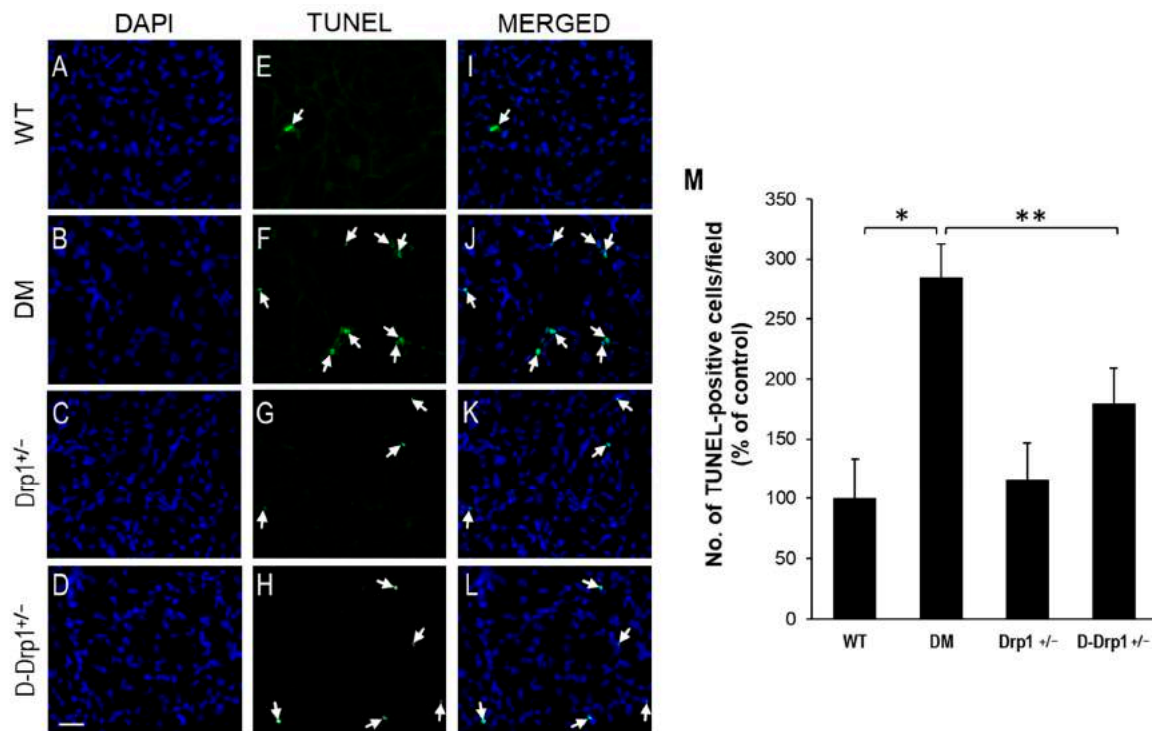 DAPI TUNEL MERGED
WT A E I
DM B F J
Drp1+/- C G K
D-Drp1+/- D H L
M
No. of TUNEL-positive cells/field
(% of control)
350
300
250
200
150
100
50
0
* **
WT DM Drp1 +/- D-Drp1 +/-